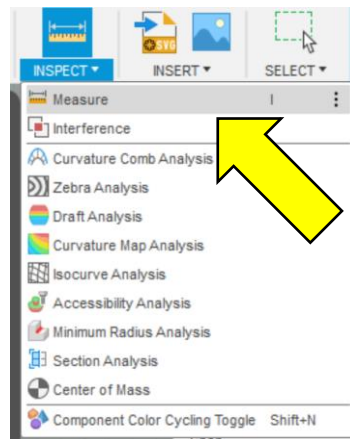 SVG
INSPECT ▾ INSERT ▾ SELECT ▾
Measure I
Interference
Curvature Comb Analysis
Zebra Analysis
Draft Analysis
Curvature Map Analysis
Isocurve Analysis
Accessibility Analysis
Minimum Radius Analysis
Section Analysis
Center of Mass
Component Color Cycling Toggle Shift+N